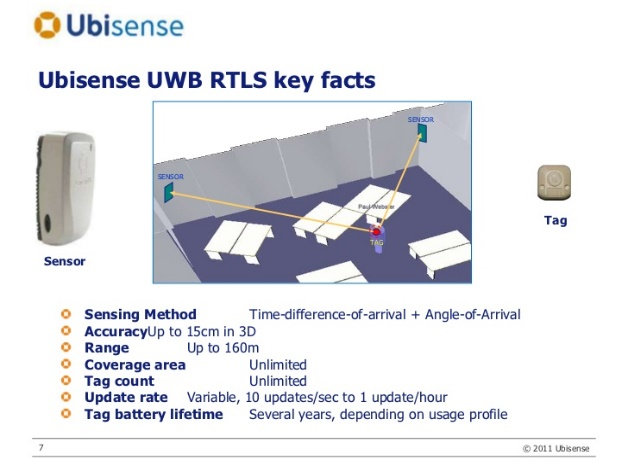 Ubisense
Ubisense UWB RTLS key facts
SENSOR
SENSOR
Paul Webster
TAG
Sensor
Tag
Sensing Method Time-difference-of-arrival + Angle-of-Arrival
AccuracyUp to 15cm in 3D
Range Up to 160m
Coverage area Unlimited
Tag count Unlimited
Update rate Variable, 10 updates/sec to 1 update/hour
Tag battery lifetime Several years, depending on usage profile
7
© 2011 Ubisense